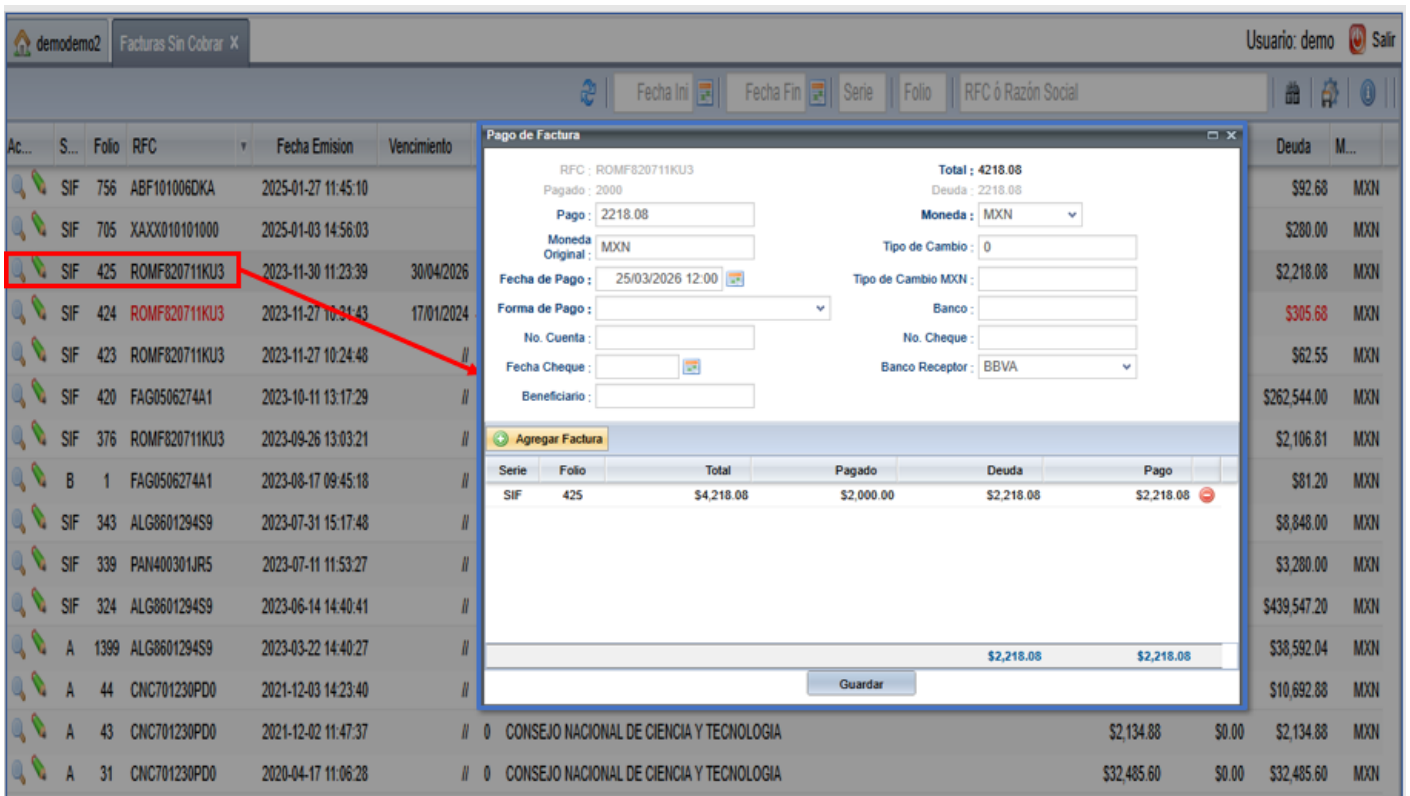 demodemo2 Facturas Sin Cobrar X Usuario: demo Salir
Fecha Ini Fecha Fin Serie Folio RFC ó Razón Social
Ac... S... Folio RFC Fecha Emision Vencimiento Deuda M...
SIF 756 ABF101006DKA 2025-01-27 11:45:10 $92.68 MXN
SIF 705 XAXX010101000 2025-01-03 14:56:03 $280.00 MXN
SIF 425 ROMF820711KU3 2023-11-30 11:23:39 30/04/2026 $2,218.08 MXN
SIF 424 ROMF820711KU3 2023-11-27 10:31:43 17/01/2024 $305.68 MXN
SIF 423 ROMF820711KU3 2023-11-27 10:24:48 // $62.55 MXN
SIF 420 FAG0506274A1 2023-10-11 13:17:29 // $262,544.00 MXN
SIF 376 ROMF820711KU3 2023-09-26 13:03:21 // $2,106.81 MXN
B 1 FAG0506274A1 2023-08-17 09:45:18 // $81.20 MXN
SIF 343 ALG8601294S9 2023-07-31 15:17:48 // $8,848.00 MXN
SIF 339 PAN400301JR5 2023-07-11 11:53:27 // $3,280.00 MXN
SIF 324 ALG8601294S9 2023-06-14 14:40:41 // $439,547.20 MXN
A 1399 ALG8601294S9 2023-03-22 14:40:27 // $38,592.04 MXN
A 44 CNC701230PD0 2021-12-03 14:23:40 // $10,692.88 MXN
A 43 CNC701230PD0 2021-12-02 11:47:37 // 0 CONSEJO NACIONAL DE CIENCIA Y TECNOLOGIA $2,134.88 $0.00 $2,134.88 MXN
A 31 CNC701230PD0 2020-04-17 11:06:28 // 0 CONSEJO NACIONAL DE CIENCIA Y TECNOLOGIA $32,485.60 $0.00 $32,485.60 MXN
Pago de Factura
RFC : ROMF820711KU3 Total : 4218.08
Pagado : 2000 Deuda : 2218.08
Pago : 2218.08 Moneda : MXN
Moneda Original : MXN Tipo de Cambio : 0
Fecha de Pago : 25/03/2026 12:00 Tipo de Cambio MXN :
Forma de Pago : Banco :
No. Cuenta : No. Cheque :
Fecha Cheque : Banco Receptor : BBVA
Beneficiario :
Agregar Factura
Serie Folio Total Pagado Deuda Pago
SIF 425 $4,218.08 $2,000.00 $2,218.08 $2,218.08
$2,218.08 $2,218.08
Guardar